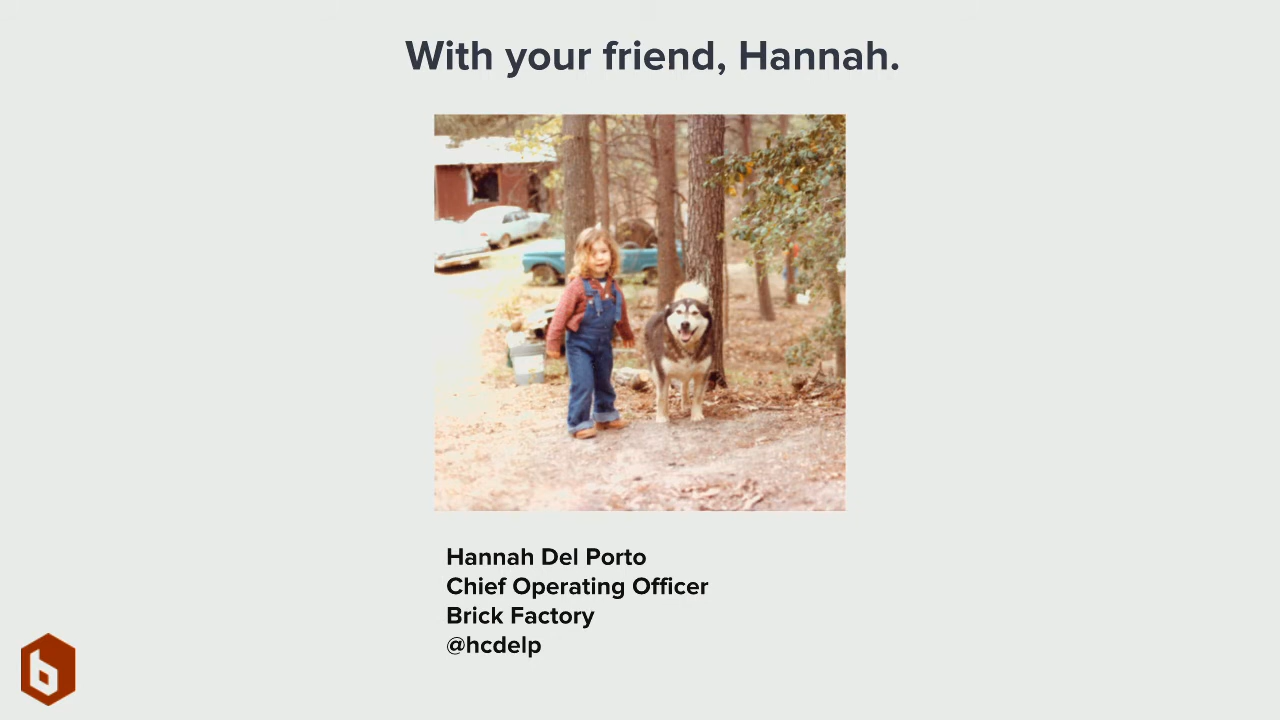 With your friend, Hannah.
Hannah Del Porto
Chief Operating Officer
Brick Factory
@hcdelp